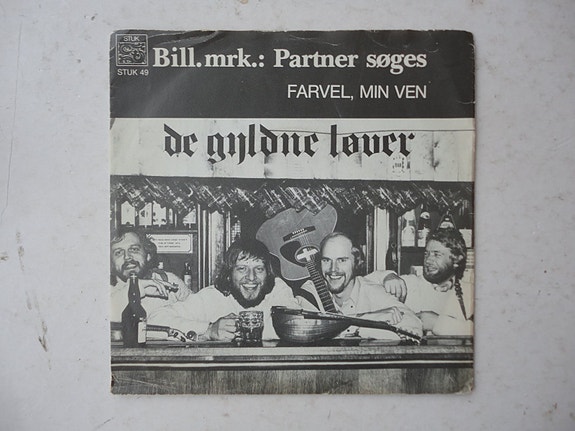 STUK
STUK 49
Bill.mrk.: Partner søges
FARVEL, MIN VEN
de gyldne løver